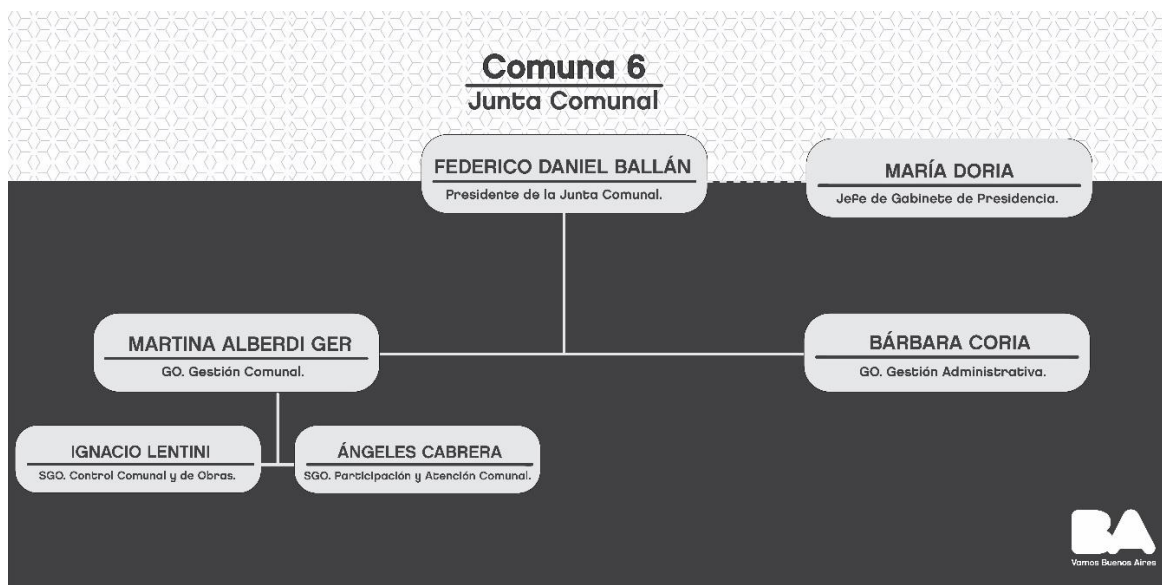 Comuna 6
Junta Comunal
FEDERICO DANIEL BALLÁN
Presidente de la Junta Comunal.
MARÍA DORIA
Jefe de Gabinete de Presidencia.
MARTINA ALBERDI GER
GO. Gestión Comunal.
BÁRBARA CORIA
GO. Gestión Administrativa.
IGNACIO LENTINI
SGO. Control Comunal y de Obras.
ÁNGELES CABRERA
SGO. Participación y Atención Comunal.
BA
Vamos Buenos Aires